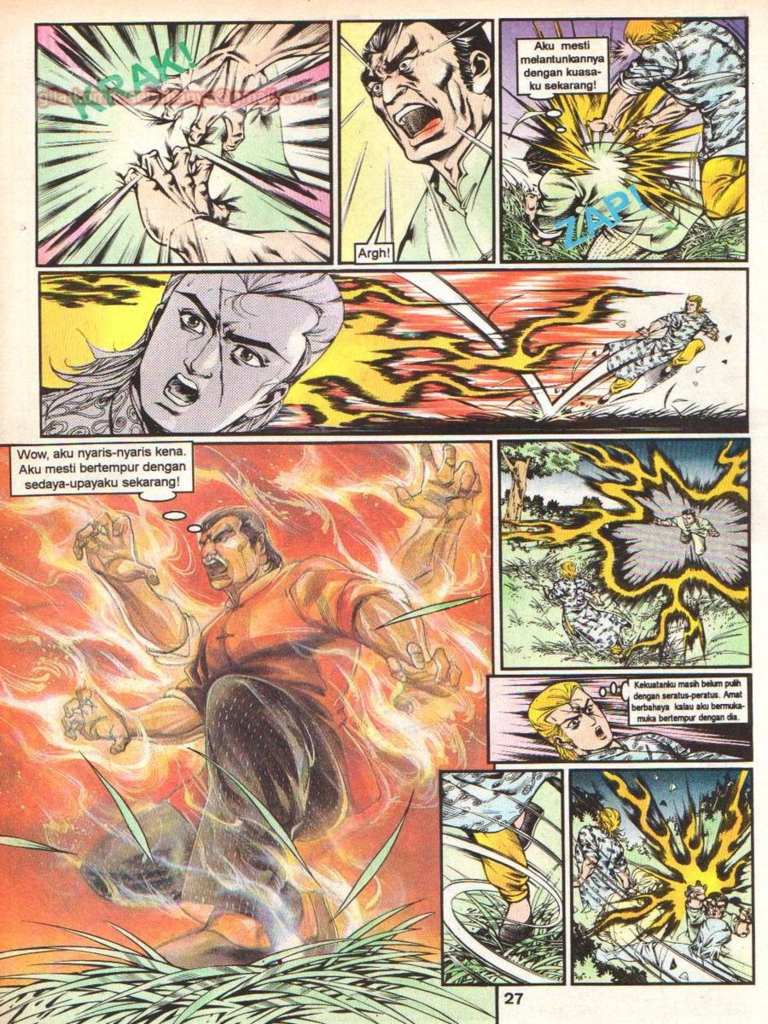 KRAK!
Argh!
Aku mesti
melantunkannya
dengan kuasa-
ku sekarang!
ZAP!
Wow, aku nyaris-nyaris kena.
Aku mesti bertempur dengan
sedaya-upayaku sekarang!
Kekuatanku masih belum pulih
dengan seratus-peratus. Amat
berbahaya kalau aku bermuka-
muka bertempur dengan dia.
27